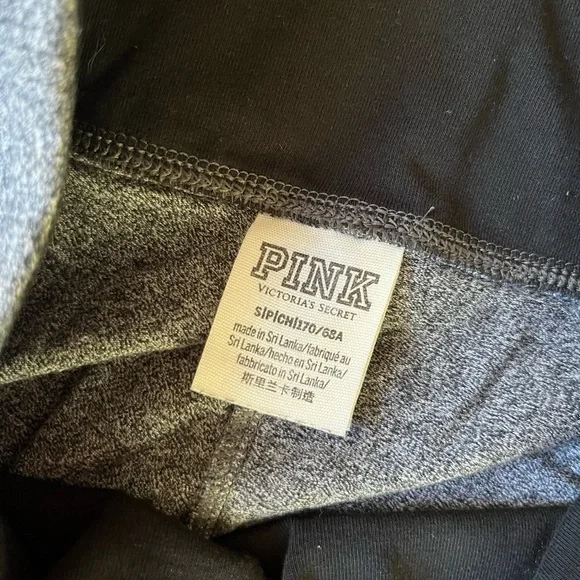 PINK
VICTORIA'S SECRET
S|P|CH|170/68A
made in Sri Lanka/fabriqué au
Sri Lanka/hecho en Sri Lanka/
fabbricato in Sri Lanka/
斯里兰卡制造